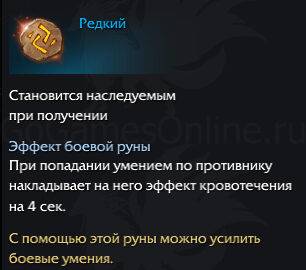 Редкий
Становится наследуемым
при получении
Эффект боевой руны
При попадании умением по противнику
накладывает на него эффект кровотечения
на 4 сек.
С помощью этой руны можно усилить
боевые умения.